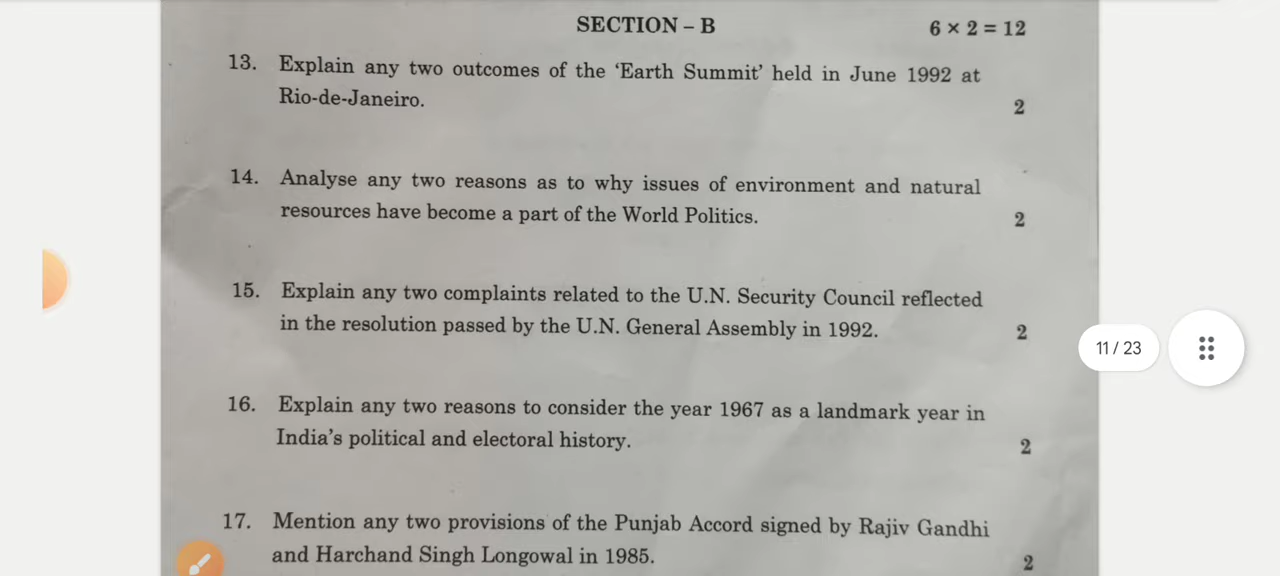 SECTION – B 6 × 2 = 12
13. Explain any two outcomes of the ‘Earth Summit’ held in June 1992 at
Rio-de-Janeiro. 2
14. Analyse any two reasons as to why issues of environment and natural
resources have become a part of the World Politics. 2
15. Explain any two complaints related to the U.N. Security Council reflected
in the resolution passed by the U.N. General Assembly in 1992. 2
11 / 23
16. Explain any two reasons to consider the year 1967 as a landmark year in
India’s political and electoral history. 2
17. Mention any two provisions of the Punjab Accord signed by Rajiv Gandhi
and Harchand Singh Longowal in 1985. 2